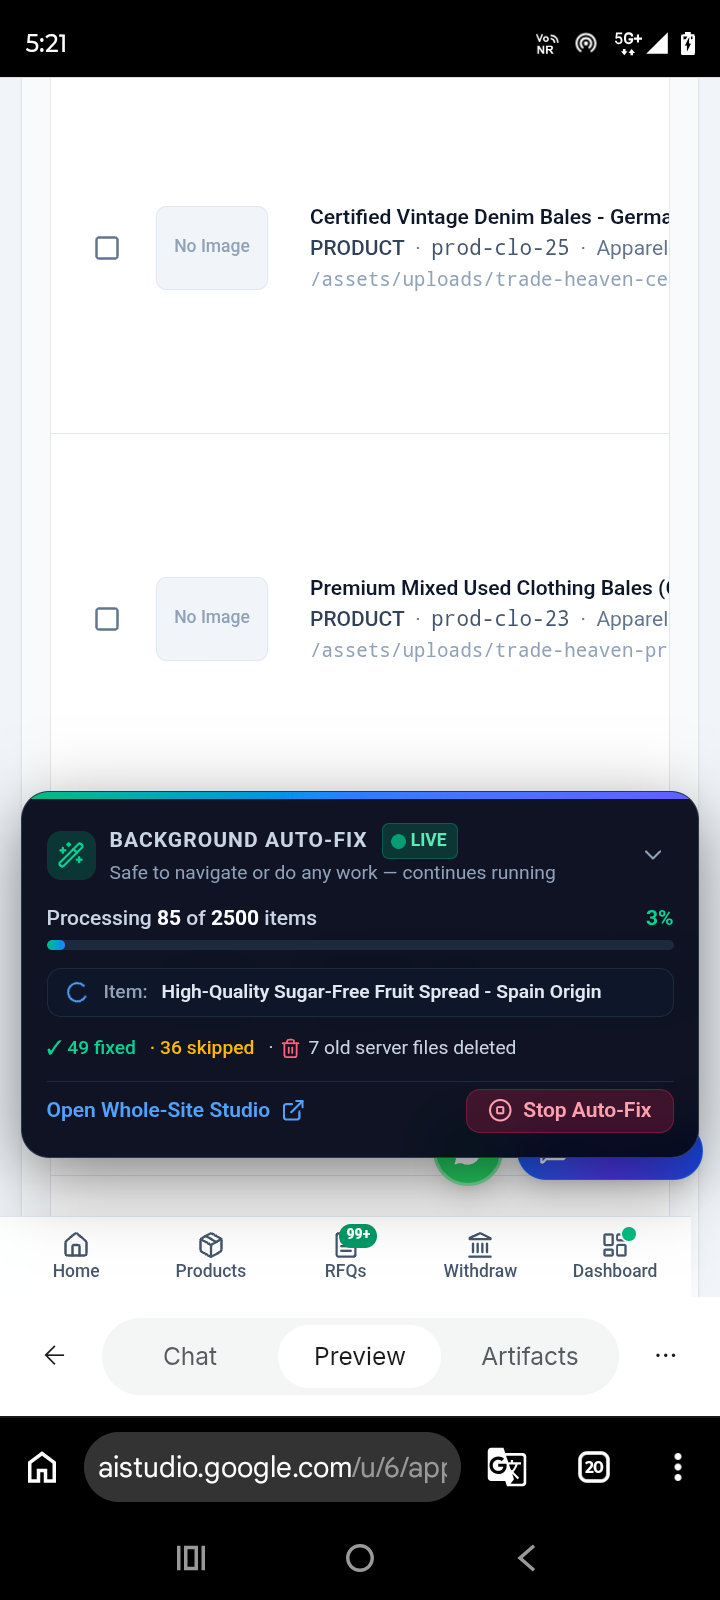 5:21
Vo NR
5G+
No Image
Certified Vintage Denim Bales - Germa
PRODUCT · prod-clo-25 · Apparel
/assets/uploads/trade-heaven-ce
No Image
Premium Mixed Used Clothing Bales (
PRODUCT · prod-clo-23 · Apparel
/assets/uploads/trade-heaven-pr
BACKGROUND AUTO-FIX LIVE
Safe to navigate or do any work — continues running
Processing 85 of 2500 items 3%
Item: High-Quality Sugar-Free Fruit Spread - Spain Origin
✓ 49 fixed · 36 skipped · 7 old server files deleted
Open Whole-Site Studio Stop Auto-Fix
99+
Home Products RFQs Withdraw Dashboard
Chat Preview Artifacts
aistudio.google.com/u/6/app
20